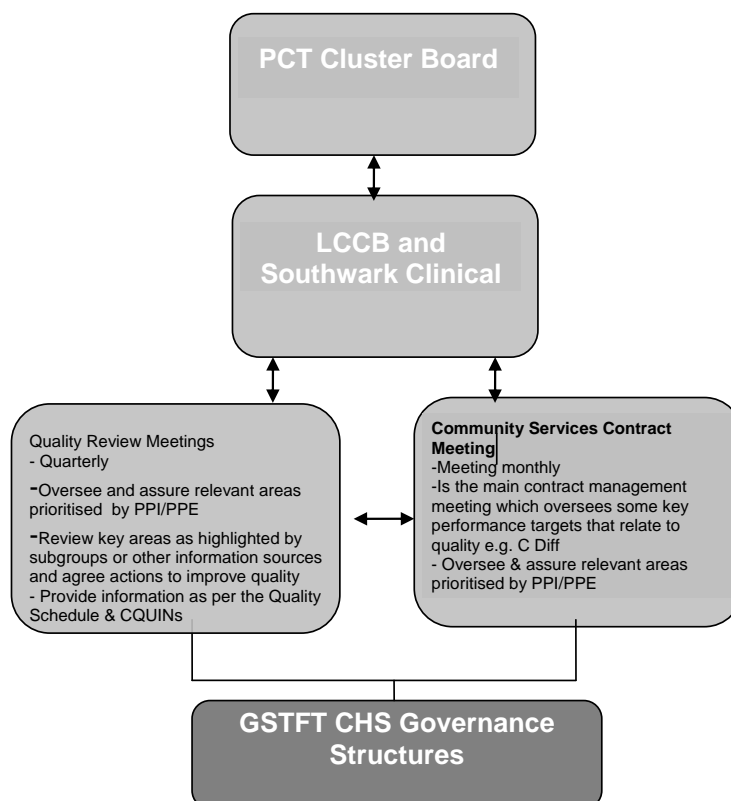 PCT Cluster Board
LCCB and
Southwark Clinical
Quality Review Meetings
- Quarterly
-Oversee and assure relevant areas
prioritised by PPI/PPE
-Review key areas as highlighted by
subgroups or other information sources
and agree actions to improve quality
- Provide information as per the Quality
Schedule & CQUINs
Community Services Contract
Meeting
-Meeting monthly
-Is the main contract management
meeting which oversees some key
performance targets that relate to
quality e.g. C Diff
- Oversee & assure relevant areas
prioritised by PPI/PPE
GSTFT CHS Governance
Structures